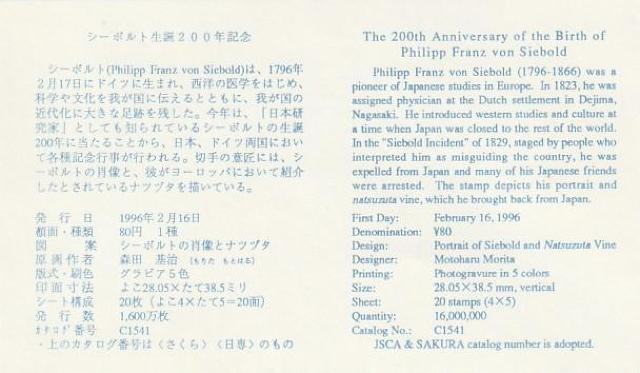 シーボルト生誕200年記念
シーボルト(Philipp Franz von Siebold)は、1796年
2月17日にドイツに生まれ、西洋の医学をはじめ、
科学や文化を我が国に伝えるとともに、我が国の
近代化に大きな足跡を残した。今年は、「日本研
究家」としても知られているシーボルトの生誕
200年に当たることから、日本、ドイツ両国におい
て各種記念行事が行われる。切手の意匠には、シ
ーボルトの肖像と、彼がヨーロッパにおいて紹介
したとされているナツヅタを描いている。
発行日 1996年2月16日
額面・種類 80円 1種
図案 シーボルトの肖像とナツヅタ
原画作者 森田 基治 (もりた もとはる)
版式・刷色 グラビア5色
印面寸法 よこ28.05×たて38.5ミリ
シート構成 20枚 (よこ4×たて5=20面)
発行数 1,600万枚
カタログ番号 C1541
・上のカタログ番号は〈さくら〉〈日専〉のもの
The 200th Anniversary of the Birth of
Philipp Franz von Siebold
Philipp Franz von Siebold (1796-1866) was a
pioneer of Japanese studies in Europe. In 1823, he was
assigned physician at the Dutch settlement in Dejima,
Nagasaki. He introduced western studies and culture at
a time when Japan was closed to the rest of the world.
In the "Siebold Incident" of 1829, staged by people who
interpreted him as misguiding the country, he was
expelled from Japan and many of his Japanese friends
were arrested. The stamp depicts his portrait and
natsuzuta vine, which he brought back from Japan.
First Day: February 16, 1996
Denomination: ¥80
Design: Portrait of Siebold and Natsuzuta Vine
Designer: Motoharu Morita
Printing: Photogravure in 5 colors
Size: 28.05×38.5 mm, vertical
Sheet: 20 stamps (4×5)
Quantity: 16,000,000
Catalog No.: C1541
JSCA & SAKURA catalog number is adopted.